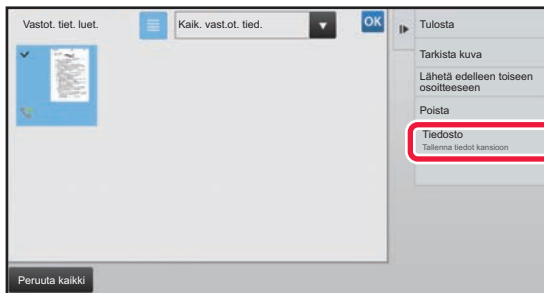 Vastot. tiet. luet.
Kaik. vast.ot. tied.
OK
Tulosta
Tarkista kuva
Lähetä edelleen toiseen
osoitteeseen
Poista
Tiedosto
Tallenna tiedot kansioon
Peruuta kaikki